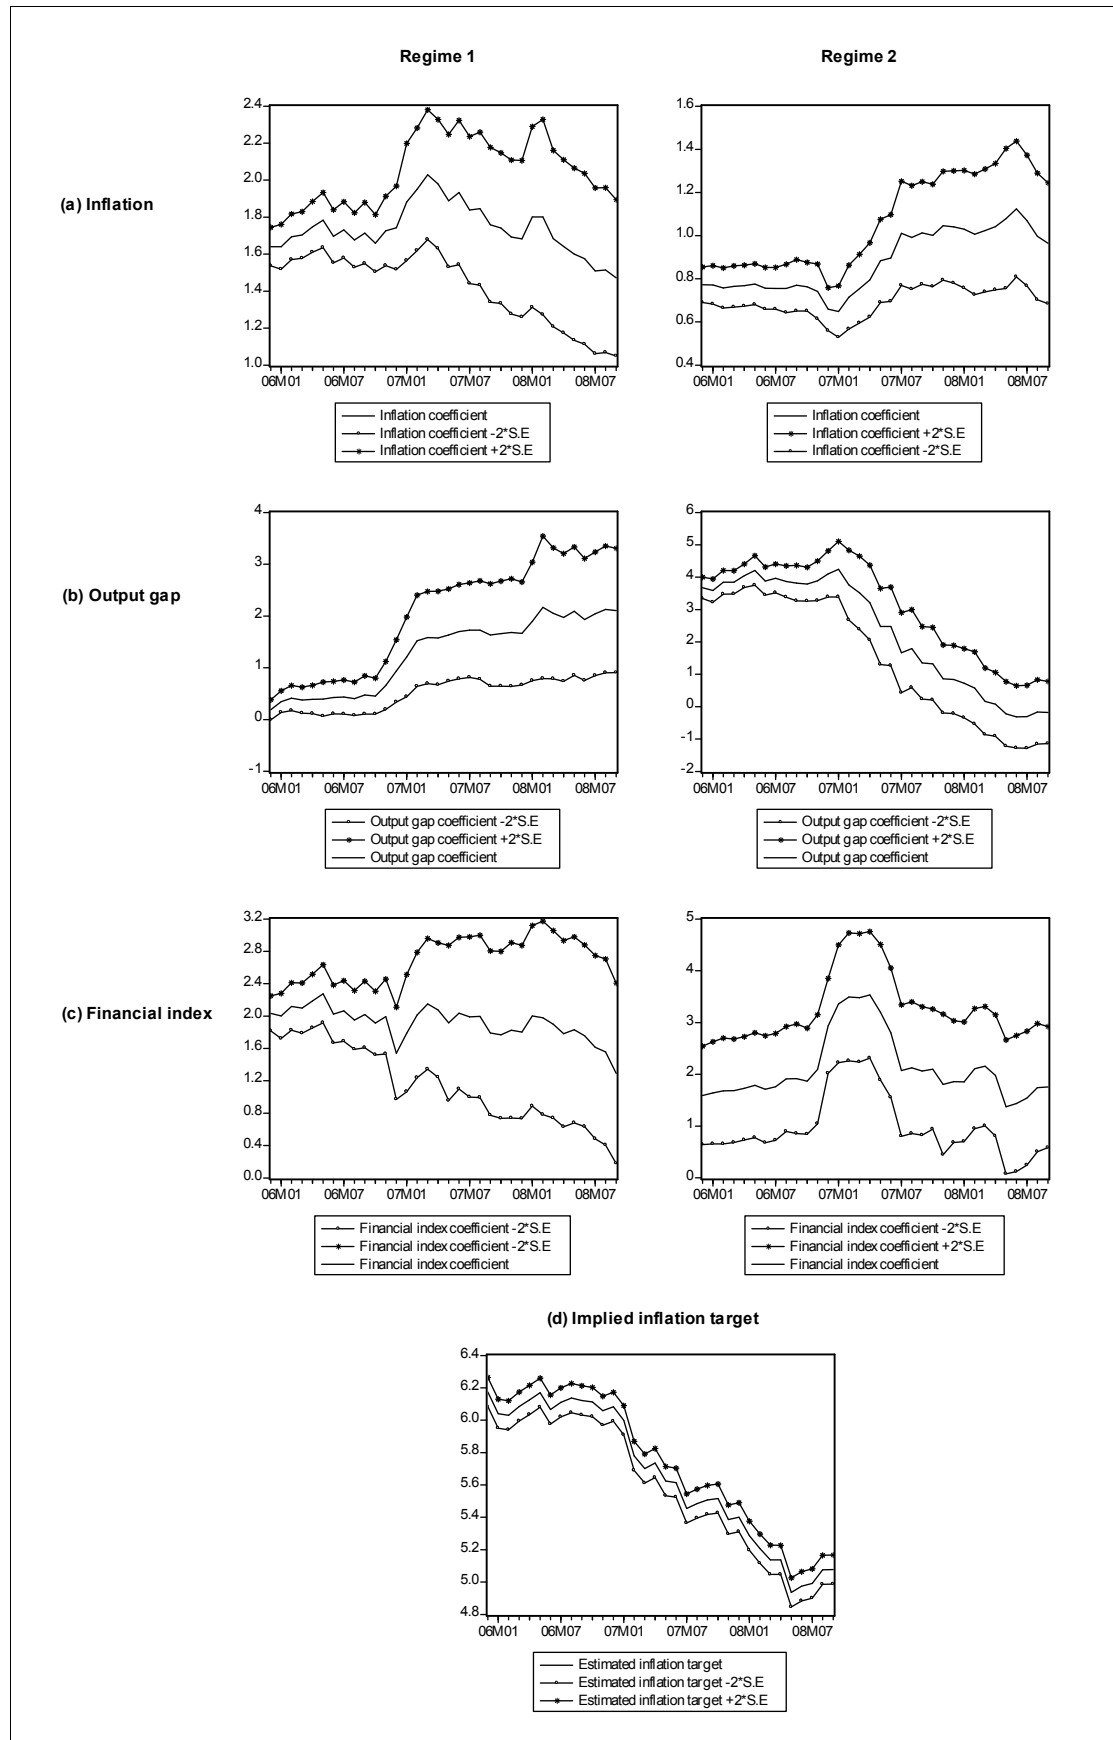 Regime 1
Regime 2
(a) Inflation
2.4
2.2
2.0
1.8
1.6
1.4
1.2
1.0
06M01 06M07 07M01 07M07 08M01 08M07
Inflation coefficient
Inflation coefficient -2*S.E
Inflation coefficient +2*S.E
1.6
1.4
1.2
1.0
0.8
0.6
0.4
06M01 06M07 07M01 07M07 08M01 08M07
Inflation coefficient
Inflation coefficient +2*S.E
Inflation coefficient -2*S.E
(b) Output gap
4
3
2
1
0
-1
06M01 06M07 07M01 07M07 08M01 08M07
Output gap coefficient -2*S.E
Output gap coefficient +2*S.E
Output gap coefficient
6
5
4
3
2
1
0
-1
-2
06M01 06M07 07M01 07M07 08M01 08M07
Output gap coefficient -2*S.E
Output gap coefficient +2*S.E
Output gap coefficient
(c) Financial index
3.2
2.8
2.4
2.0
1.6
1.2
0.8
0.4
0.0
06M01 06M07 07M01 07M07 08M01 08M07
Financial index coefficient -2*S.E
Financial index coefficient -2*S.E
Financial index coefficient
5
4
3
2
1
0
06M01 06M07 07M01 07M07 08M01 08M07
Financial index coefficient -2*S.E
Financial index coefficient +2*S.E
Financial index coefficient
(d) Implied inflation target
6.4
6.2
6.0
5.8
5.6
5.4
5.2
5.0
4.8
06M01 06M07 07M01 07M07 08M01 08M07
Estimated inflation target
Estimated inflation target -2*S.E
Estimated inflation target +2*S.E